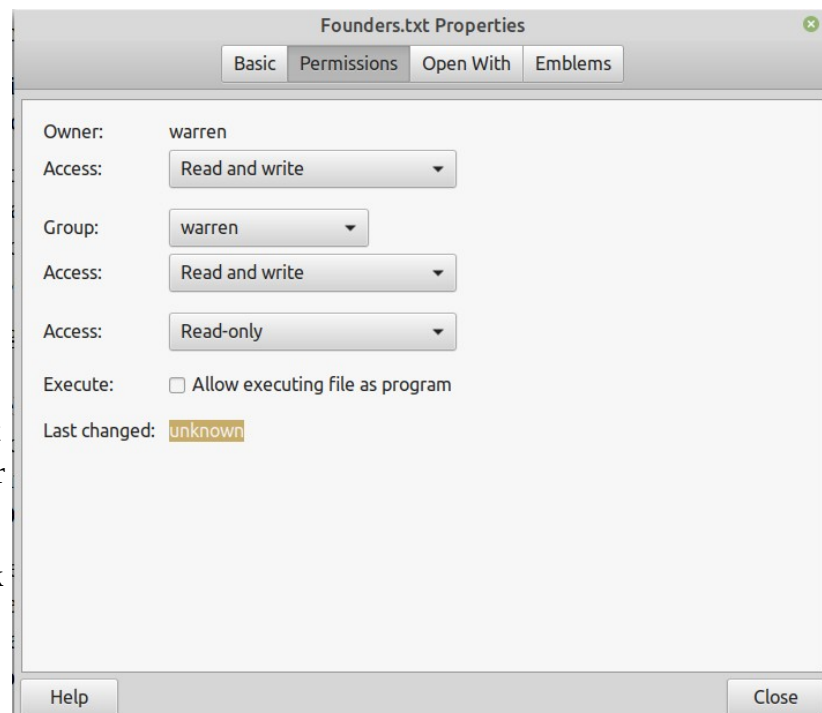 Founders.txt Properties
Basic Permissions Open With Emblems
Owner: warren
Access: Read and write
Group: warren
Access: Read and write
Access: Read-only
Execute: Allow executing file as program
Last changed: unknown
Help Close